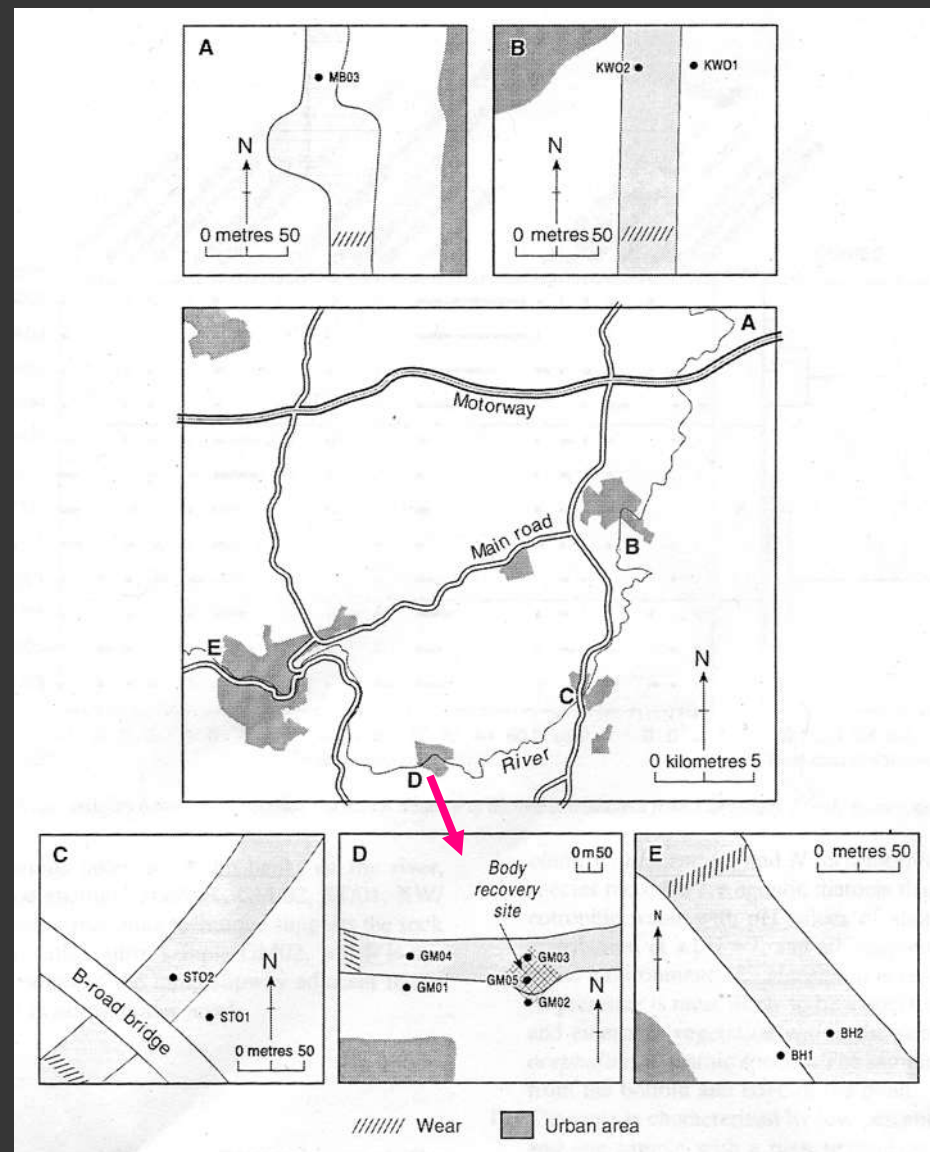 A
MB03
N
0 metres 50
B
KW02
KW01
N
0 metres 50
A
Motorway
Main road
B
E
C
N
River
D
0 kilometres 5
C
STO2
STO1
B-road bridge
N
0 metres 50
D
0 m 50
Body
recovery
site
GM04
GM03
GM01
GM05
GM02
N
E
0 metres 50
N
BH2
BH1
Wear
Urban area